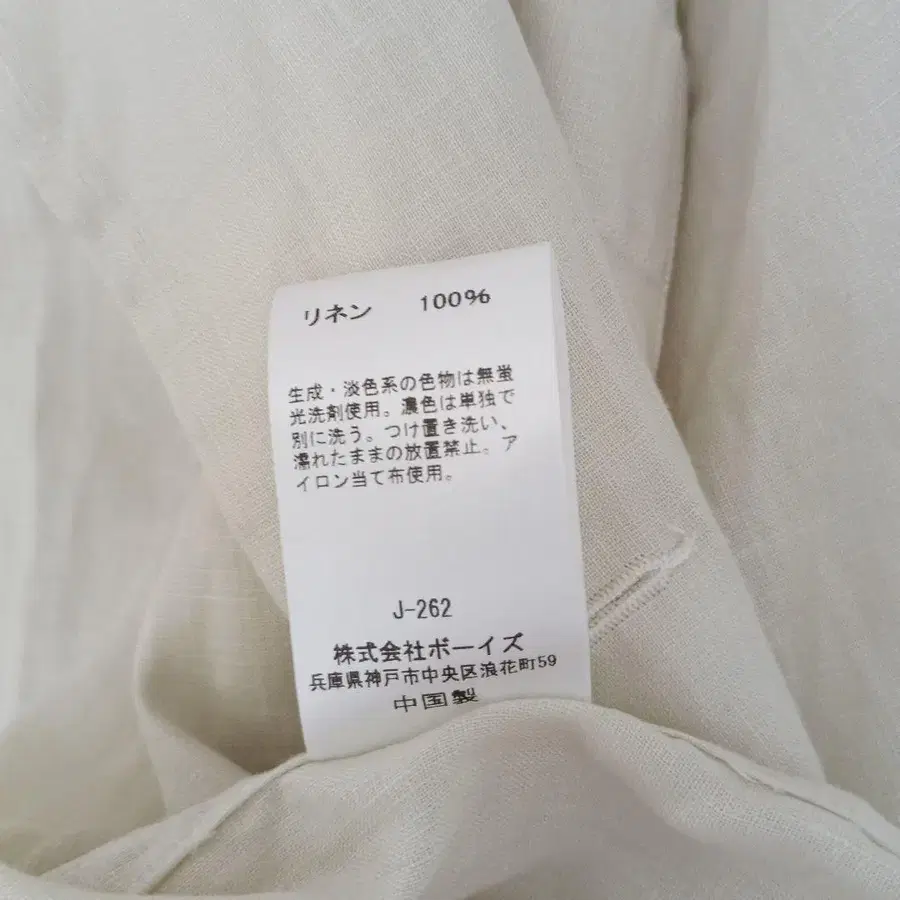 リネン 100%
生成・淡色系の色物は無蛍
光洗剤使用。濃色は単独で
別に洗う。つけ置き洗い、
濡れたままの放置禁止。ア
イロン当て布使用。
J-262
株式会社ボーイズ
兵庫県神戸市中央区浪花町59
中国製